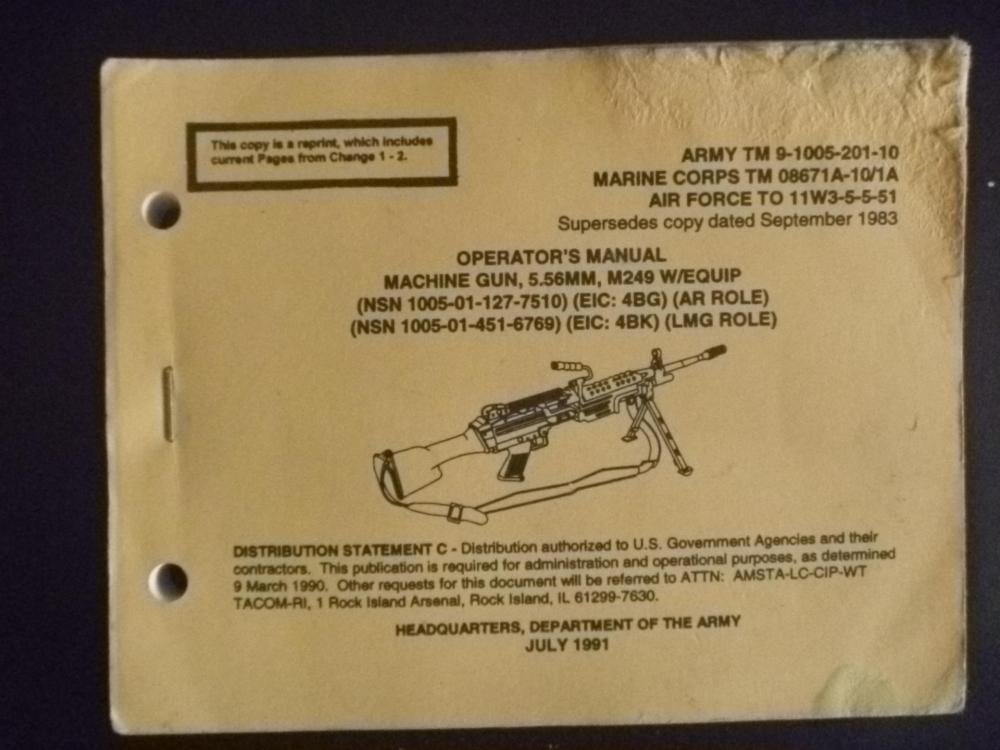 This copy is a reprint, which includes
current Pages from Change 1 - 2.
ARMY TM 9-1005-201-10
MARINE CORPS TM 08671A-10/1A
AIR FORCE TO 11W3-5-5-51
Supersedes copy dated September 1983
OPERATOR'S MANUAL
MACHINE GUN, 5.56MM, M249 W/EQUIP
(NSN 1005-01-127-7510) (EIC: 4BG) (AR ROLE)
(NSN 1005-01-451-6769) (EIC: 4BK) (LMG ROLE)
DISTRIBUTION STATEMENT C - Distribution authorized to U.S. Government Agencies and their
contractors. This publication is required for administration and operational purposes, as determined
9 March 1990. Other requests for this document will be referred to ATTN: AMSTA-LC-CIP-WT
TACOM-RI, 1 Rock Island Arsenal, Rock Island, IL 61299-7630.
HEADQUARTERS, DEPARTMENT OF THE ARMY
JULY 1991